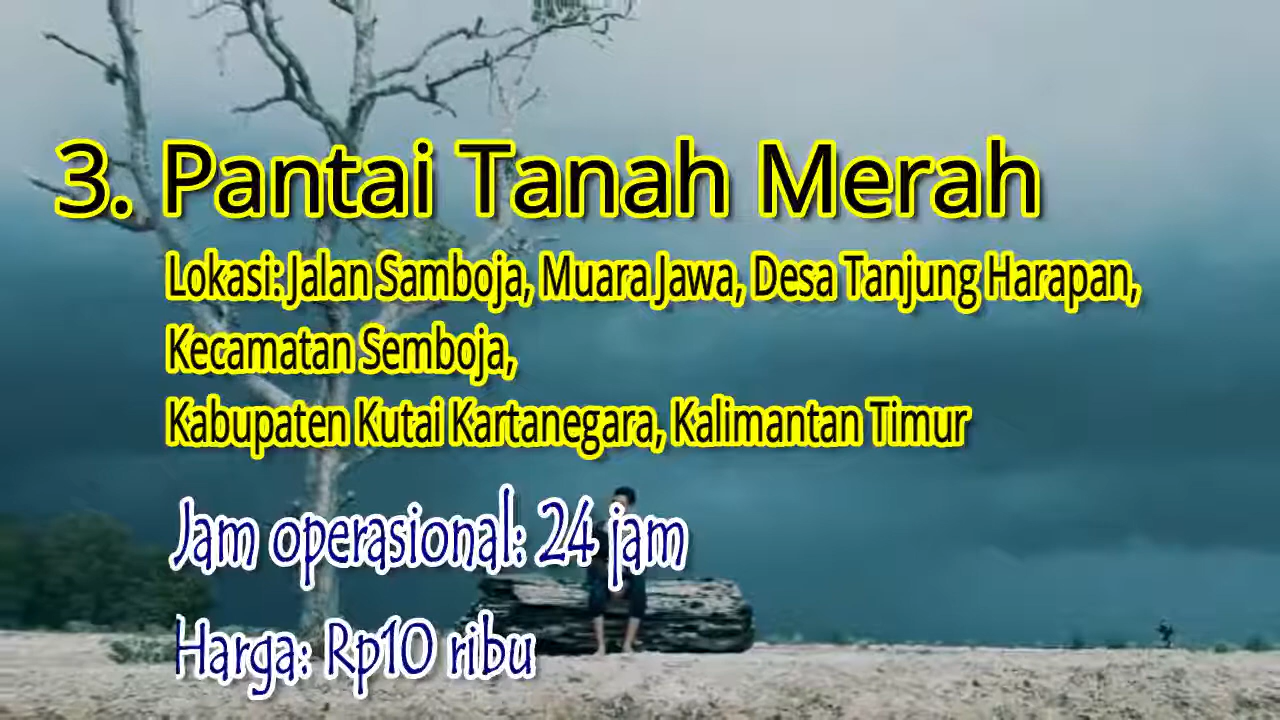 3. Pantai Tanah Merah
Lokasi: Jalan Samboja, Muara Jawa, Desa Tanjung Harapan,
Kecamatan Semboja,
Kabupaten Kutai Kartanegara, Kalimantan Timur
Jam operasional: 24 jam
Harga: Rp10 ribu